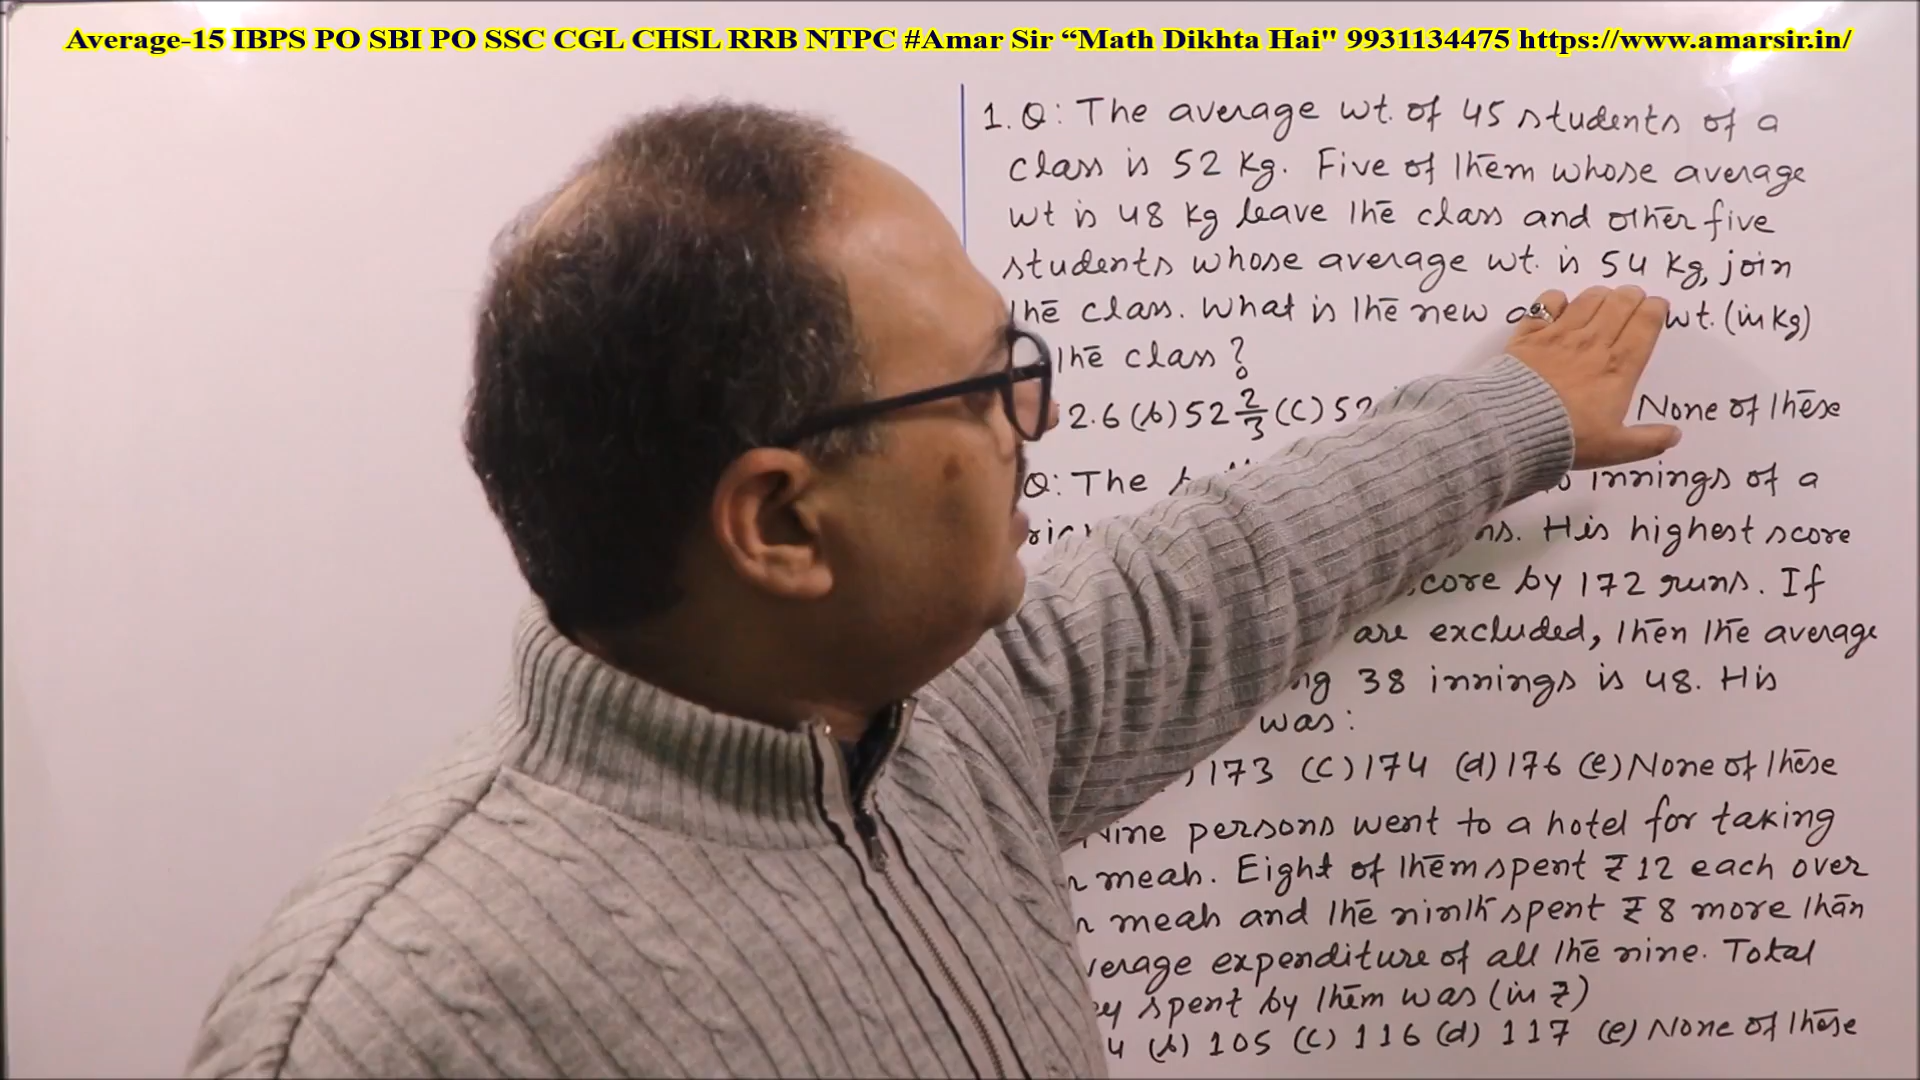 Average-15 IBPS PO SBI PO SSC CGL CHSL RRB NTPC #Amar Sir “Math Dikhta Hai" 9931134475 https://www.amarsir.in/
1. Q: The average wt. of 45 students of a
class is 52 Kg. Five of them whose average
wt is 48 Kg leave the class and other five
students whose average wt. is 54 Kg, join
the class. What is the new wt. (in Kg)
the class?
2.6 (b) 52 2/3 (c) 52 None of these
Q: The innings of a
ns. His highest score
core by 172 runs. If
are excluded, then the average
ng 38 innings is 48. His
was:
) 173 (c) 174 (d) 176 (e) None of these
Nine persons went to a hotel for taking
meals. Eight of them spent ₹ 12 each over
meals and the ninth spent ₹ 8 more than
verage expenditure of all the nine. Total
ey spent by them was (in ₹)
4 (b) 105 (c) 116 (d) 117 (e) None of these